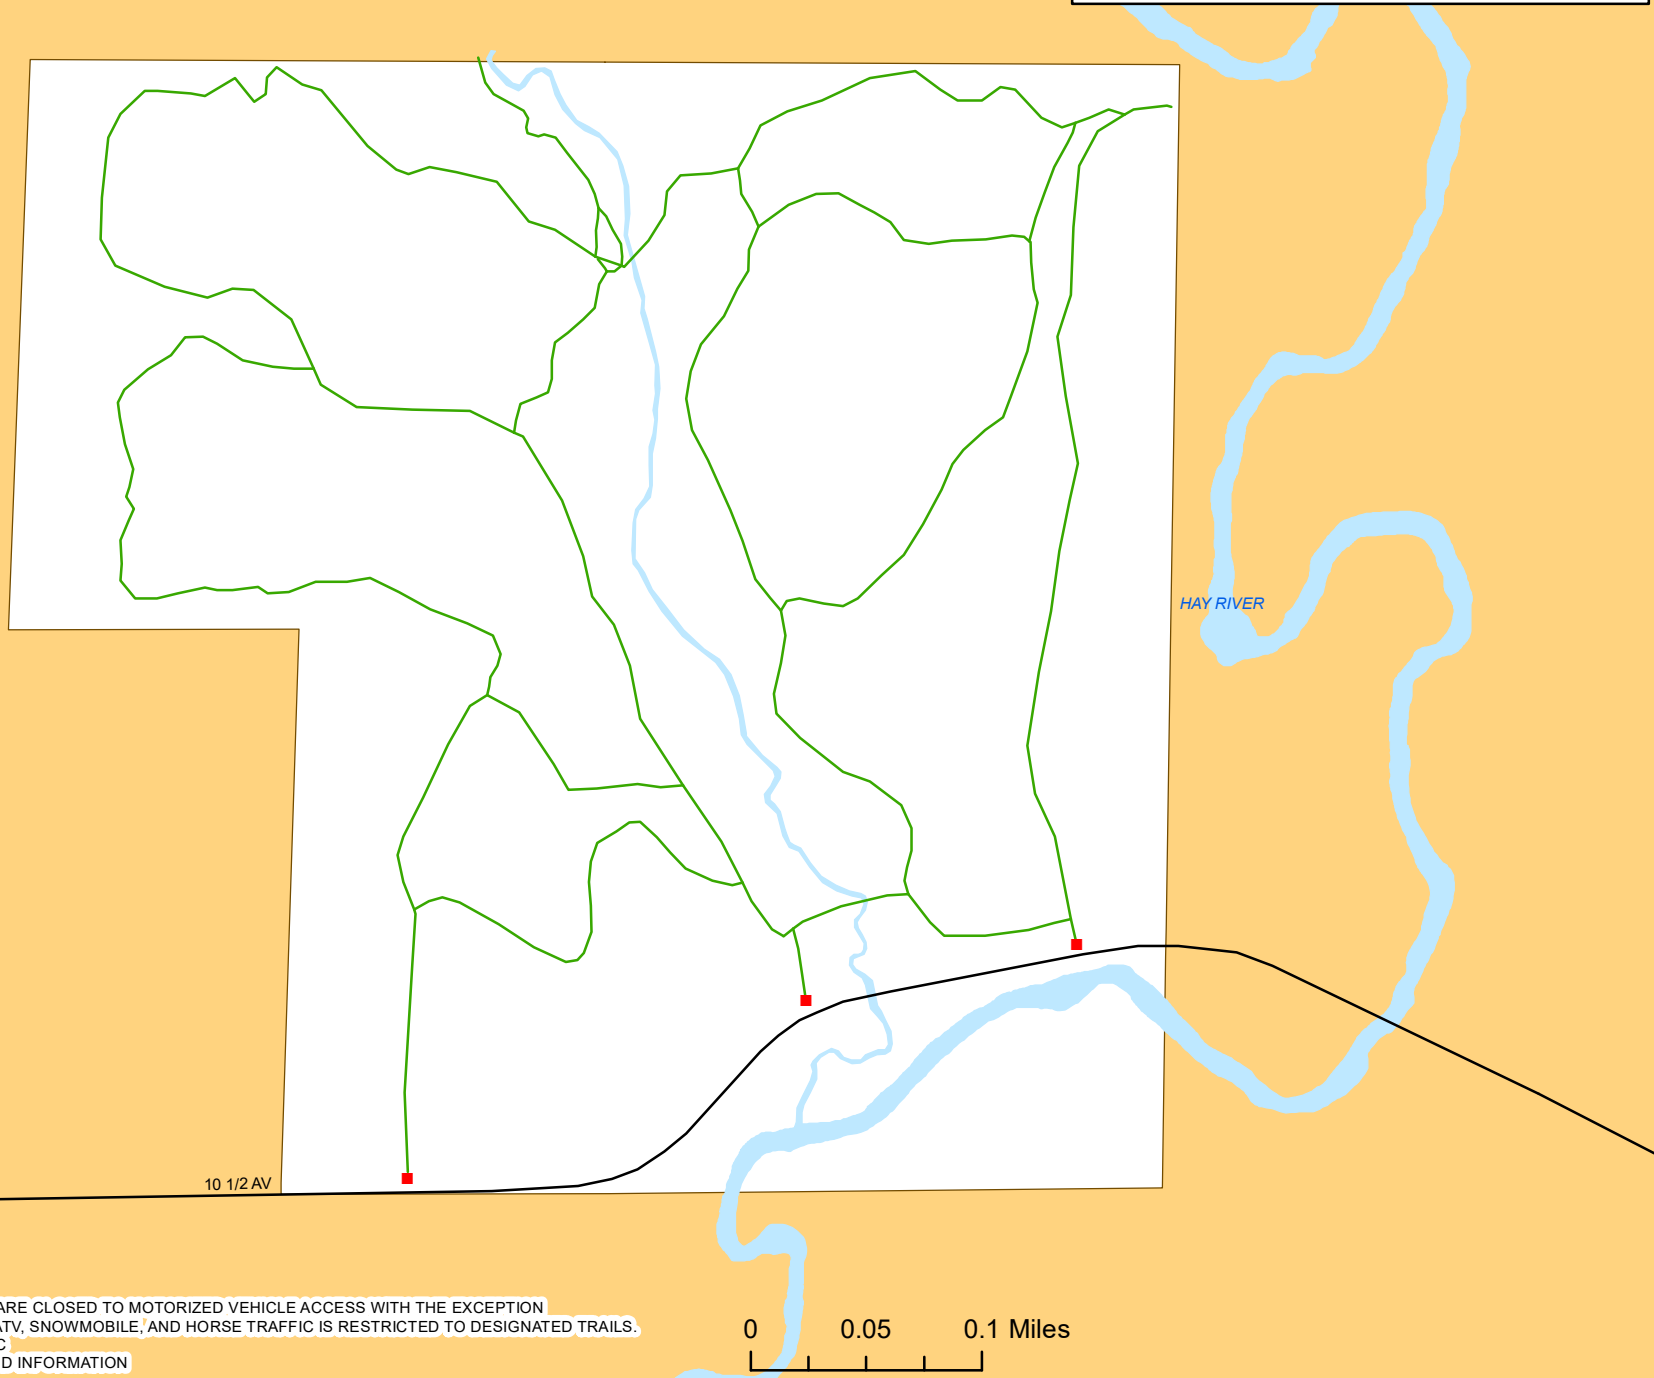 HAY RIVER
10 1/2 AV
ARE CLOSED TO MOTORIZED VEHICLE ACCESS WITH THE EXCEPTION
ATV, SNOWMOBILE, AND HORSE TRAFFIC IS RESTRICTED TO DESIGNATED TRAILS.
C
D INFORMATION
0 0.05 0.1 Miles